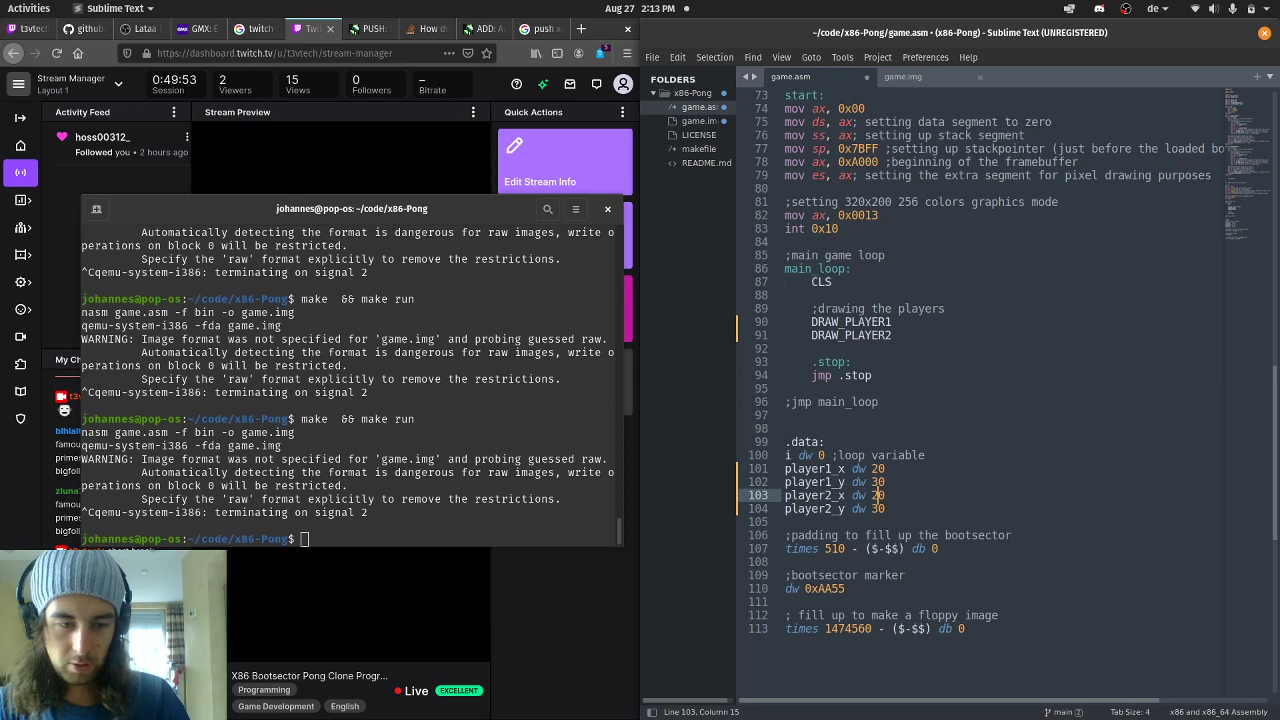 Activities
Sublime Text
Aug 27 2:13 PM
de
t3vtech
github
Lataa i
GMX: E
twitch
Twi
PUSH:
How d
ADD: A
push x
https://dashboard.twitch.tv/u/t3vtech/stream-manager
Stream Manager
Layout 1
0:49:53
Session
2
Viewers
15
Views
0
Followers
–
Bitrate
Activity Feed
Stream Preview
Quick Actions
hoss00312_
Followed you • 2 hours ago
Edit Stream Info
My Ch
johannes@pop-os: ~/code/x86-Pong
Automatically detecting the format is dangerous for raw images, write o
perations on block 0 will be restricted.
Specify the 'raw' format explicitly to remove the restrictions.
^Cqemu-system-i386: terminating on signal 2
johannes@pop-os:~/code/x86-Pong$ make  && make run
nasm game.asm -f bin -o game.img
qemu-system-i386 -fda game.img
WARNING: Image format was not specified for 'game.img' and probing guessed raw.
Automatically detecting the format is dangerous for raw images, write o
perations on block 0 will be restricted.
Specify the 'raw' format explicitly to remove the restrictions.
^Cqemu-system-i386: terminating on signal 2
johannes@pop-os:~/code/x86-Pong$ make  && make run
nasm game.asm -f bin -o game.img
qemu-system-i386 -fda game.img
WARNING: Image format was not specified for 'game.img' and probing guessed raw.
Automatically detecting the format is dangerous for raw images, write o
perations on block 0 will be restricted.
Specify the 'raw' format explicitly to remove the restrictions.
^Cqemu-system-i386: terminating on signal 2
johannes@pop-os:~/code/x86-Pong$
X86 Bootsector Pong Clone Progr...
Programming
Live
EXCELLENT
Game Development
English
~/code/x86-Pong/game.asm (x86-Pong) - Sublime Text (UNREGISTERED)
File Edit Selection Find View Goto Tools Project Preferences Help
FOLDERS
x86-Pong
game.as
game.im
LICENSE
makefile
README.md
game.asm
game.img
73 start:
74 mov ax, 0x00
75 mov ds, ax; setting data segment to zero
76 mov ss, ax; setting up stack segment
77 mov sp, 0x7BFF ;setting up stackpointer (just before the loaded bo
78 mov ax, 0xA000 ;beginning of the framebuffer
79 mov es, ax; setting the extra segment for pixel drawing purposes
80
81 ;setting 320x200 256 colors graphics mode
82 mov ax, 0x0013
83 int 0x10
84
85 ;main game loop
86 main_loop:
87 CLS
88
89 ;drawing the players
90 DRAW_PLAYER1
91 DRAW_PLAYER2
92
93 .stop:
94 jmp .stop
95
96 ;jmp main_loop
97
98
99 .data:
100 i dw 0 ;loop variable
101 player1_x dw 20
102 player1_y dw 30
103 player2_x dw 20
104 player2_y dw 30
105
106 ;padding to fill up the bootsector
107 times 510 - ($-$$) db 0
108
109 ;bootsector marker
110 dw 0xAA55
111
112 ; fill up to make a floppy image
113 times 1474560 - ($-$$) db 0
Line 103, Column 15
main 2
Tab Size: 4
x86 and x86_64 Assembly